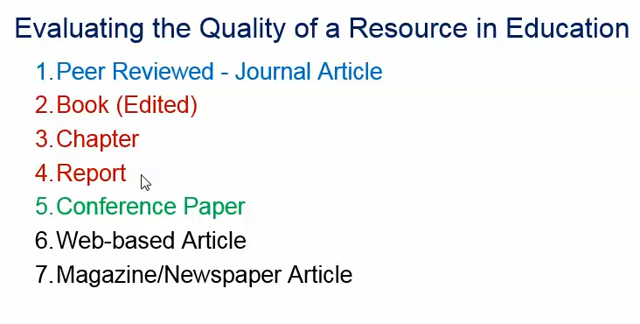 Evaluating the Quality of a Resource in Education
1. Peer Reviewed - Journal Article
2. Book (Edited)
3. Chapter
4. Report
5. Conference Paper
6. Web-based Article
7. Magazine/Newspaper Article